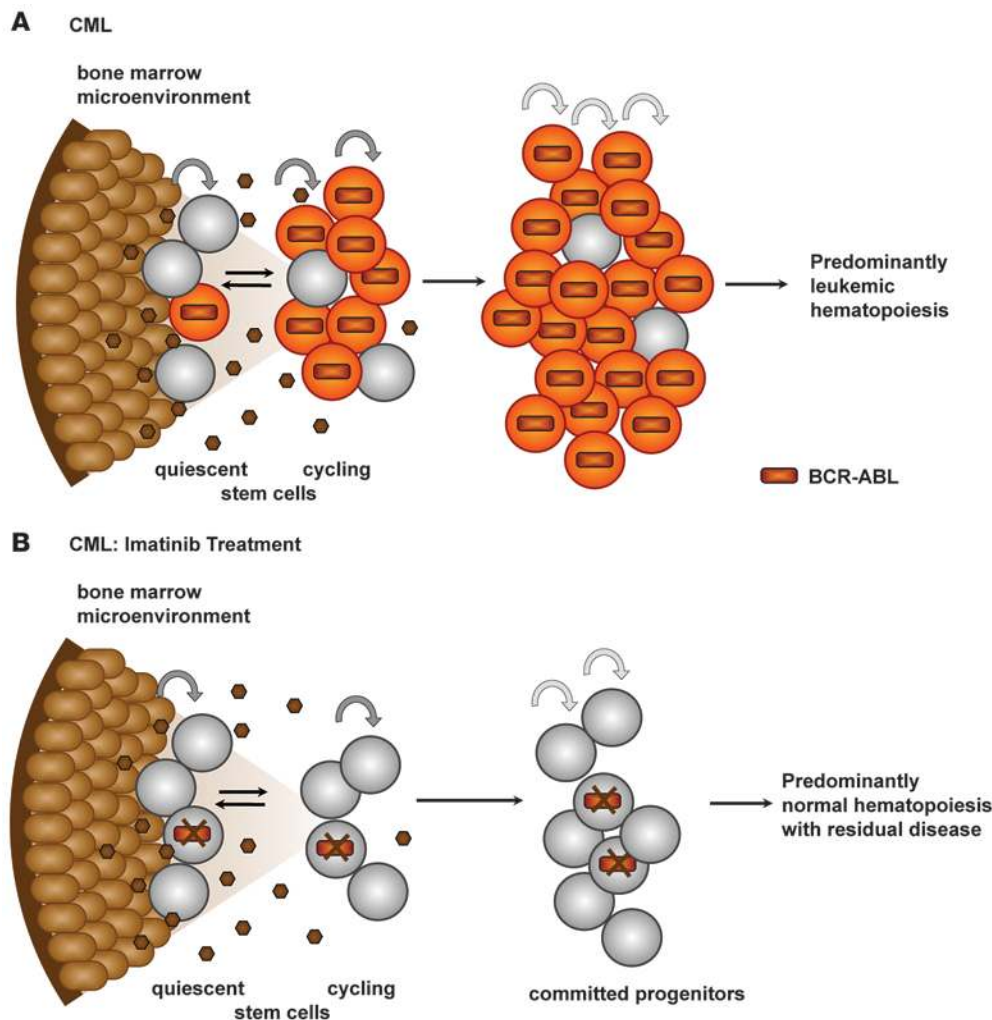 A CML
bone marrow
microenvironment
Predominantly
leukemic
hematopoiesis
quiescent cycling
stem cells
BCR-ABL
B CML: Imatinib Treatment
bone marrow
microenvironment
Predominantly
normal hematopoiesis
with residual disease
quiescent cycling
stem cells
committed progenitors